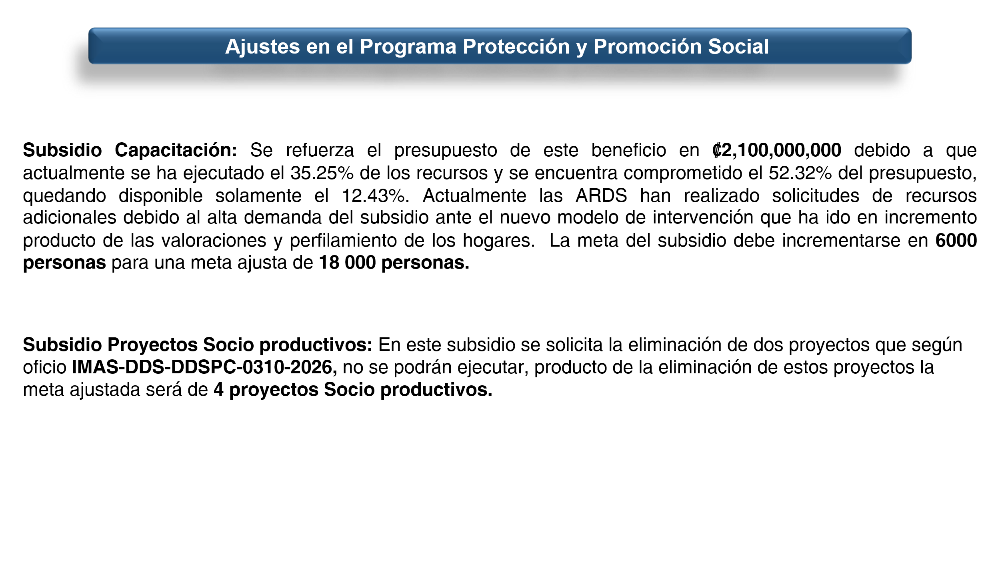 Ajustes en el Programa Protección y Promoción Social
Subsidio Capacitación: Se refuerza el presupuesto de este beneficio en ₡2,100,000,000 debido a que
actualmente se ha ejecutado el 35.25% de los recursos y se encuentra comprometido el 52.32% del presupuesto,
quedando disponible solamente el 12.43%. Actualmente las ARDS han realizado solicitudes de recursos
adicionales debido al alta demanda del subsidio ante el nuevo modelo de intervención que ha ido en incremento
producto de las valoraciones y perfilamiento de los hogares.  La meta del subsidio debe incrementarse en 6000
personas para una meta ajusta de 18 000 personas.
Subsidio Proyectos Socio productivos: En este subsidio se solicita la eliminación de dos proyectos que según
oficio IMAS-DDS-DDSPC-0310-2026, no se podrán ejecutar, producto de la eliminación de estos proyectos la
meta ajustada será de 4 proyectos Socio productivos.